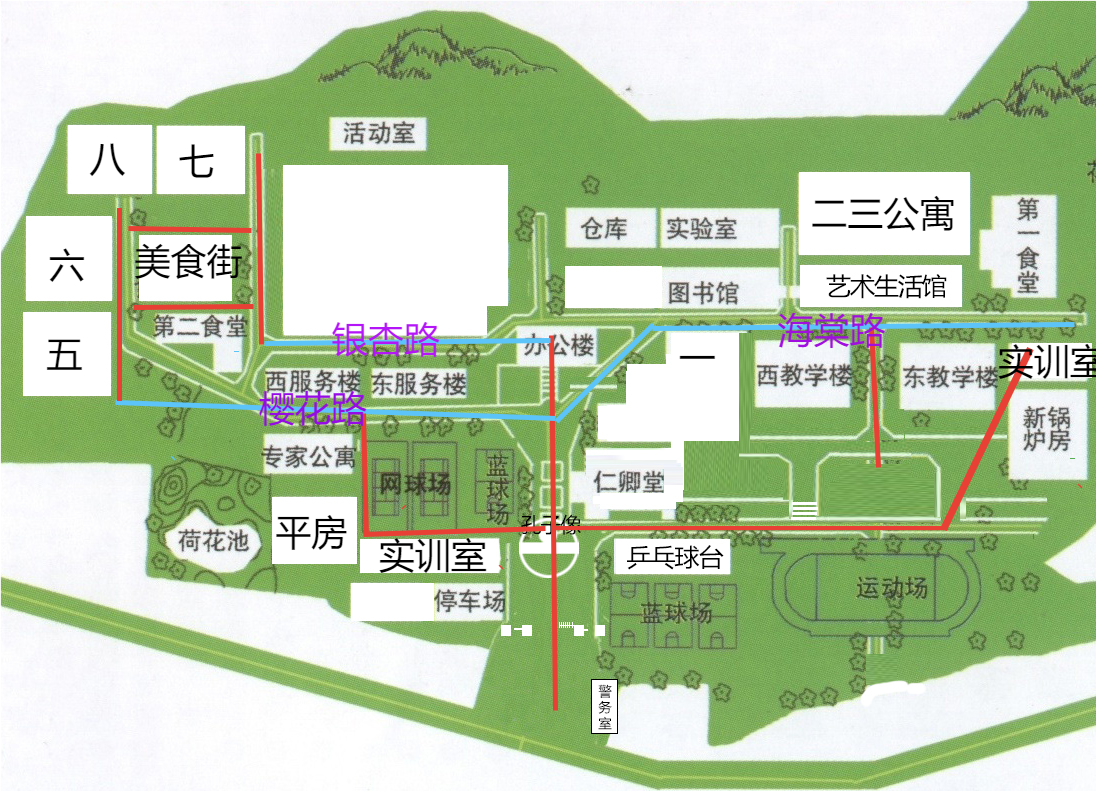 活动室
八
七
二三公寓
第一食堂
仓库
实验室
六
美食街
图书馆
艺术生活馆
第二食堂
银杏路
海棠路
办公楼
五
一
实训室
西服务楼
东服务楼
西教学楼
东教学楼
樱花路
新锅
炉房
专家公寓
网球场
蓝球场
仁卿堂
平房
孔子像
荷花池
实训室
乒乓球台
停车场
蓝球场
运动场
警务室